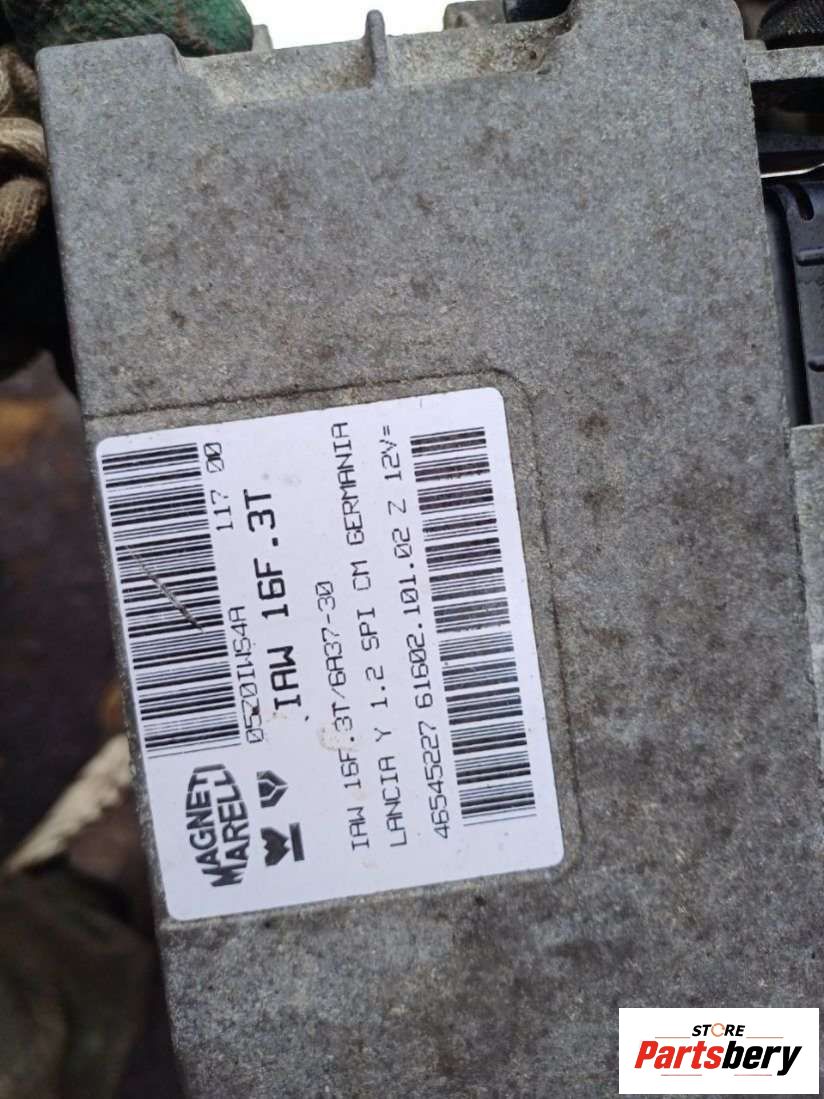 0570IWS4A 117 00
IAW 16F.3T
MAGNETI
MARELLI
IAW 16F.3T/6A37-30
LANCIA Y 1.2 SPI CM GERMANIA
46545227 61602.101.02 Z 12V=
STORE
Partsbery